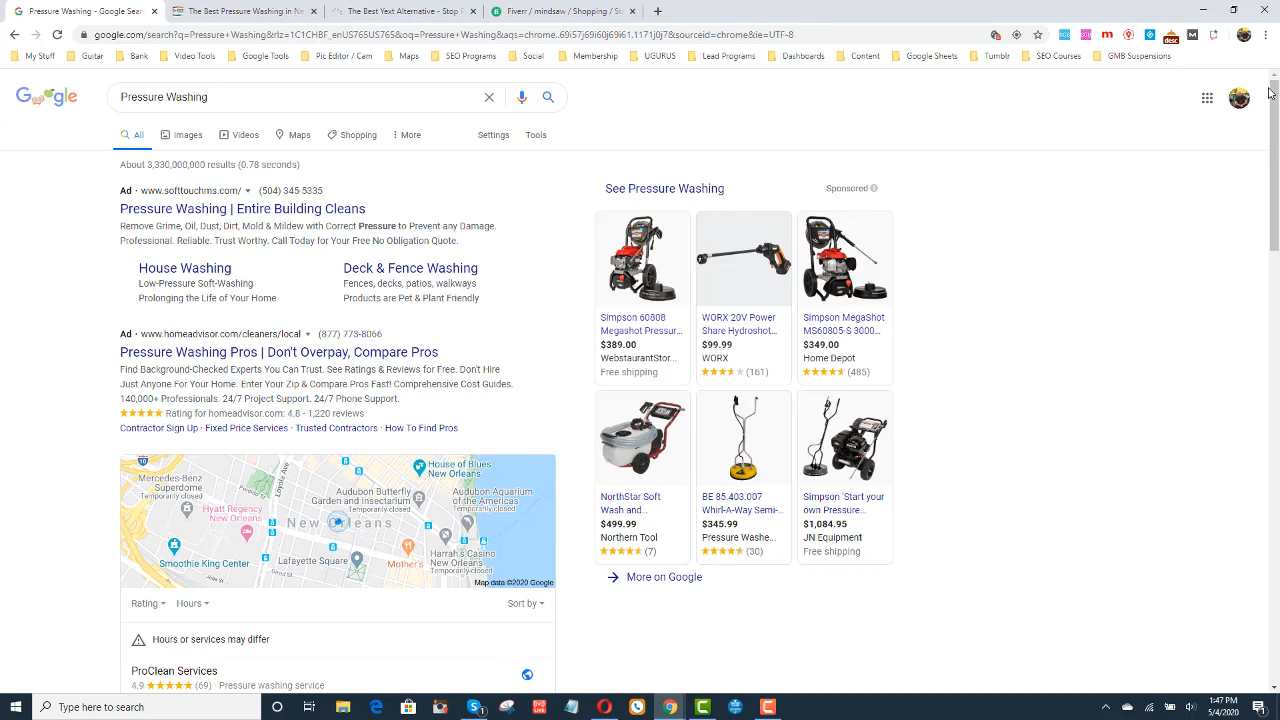 Pressure Washing - Google Searc
The Best Pressure Washing in Ne
The Best Yext Alternative - Stop P
Fiverr / mindsaw / Shopping / Sta
google.com/search?q=Pressure+Washing&rlz=1C1CHBF_enUS765US765&oq=Pressure+Washing&aqs=chrome..69i57j69i60j69i61.1171j0j7&sourceid=chrome&ie=UTF-8
My Stuff
Guitar
Bank
Video Tools
Google Tools
Pic Editor / Cam
Maps
SEO Programs
Social
Membership
UGURUS
Lead Programs
Dashboards
Content
Google Sheets
Tumblr
SEO Courses
GMB Suspensions
desc
Google
Pressure Washing
All
Images
Videos
Maps
Shopping
More
Settings
Tools
About 3,330,000,000 results (0.78 seconds)
Ad · www.softtouchms.com/ (504) 345-5335
Pressure Washing | Entire Building Cleans
Remove Grime, Oil, Dust, Dirt, Mold & Mildew with Correct Pressure to Prevent any Damage.
Professional. Reliable. Trust Worthy. Call Today for Your Free No Obligation Quote.
House Washing
Low-Pressure Soft-Washing
Prolonging the Life of Your Home
Deck & Fence Washing
Fences, decks, patios, walkways
Products are Pet & Plant Friendly
Ad · www.homeadvisor.com/cleaners/local (877) 773-8066
Pressure Washing Pros | Don't Overpay, Compare Pros
Find Background-Checked Experts You Can Trust. See Ratings & Reviews for Free. Don't Hire
Just Anyone For Your Home. Enter Your Zip & Compare Pros Fast! Comprehensive Cost Guides.
140,000+ Professionals. 24/7 Project Support. 24/7 Phone Support.
Rating for homeadvisor.com: 4.8 - 1,220 reviews
Contractor Sign Up · Fixed Price Services · Trusted Contractors · How To Find Pros
10
Mercedes-Benz
Superdome
Temporarily closed
Hyatt Regency
New Orleans
Loyola Ave
Audubon Butterfly
Garden and Insectarium
Temporarily closed
House of Blues
New Orleans
Audubon Aquarium
of the Americas
Temporarily closed
New Orleans
Smoothie King Center
Lafayette Square
Mother's
Harrah's Casino
New Orleans
Temporarily closed
Map data ©2020 Google
Rating
Hours
Sort by
Hours or services may differ
ProClean Services
4.9 (69) · Pressure washing service
See Pressure Washing
Sponsored
Simpson 60808
Megashot Pressur...
$389.00
WebstaurantStor...
Free shipping
WORX 20V Power
Share Hydroshot...
$99.99
WORX
(161)
Simpson MegaShot
MS60805-S 3000...
$349.00
Home Depot
(485)
NorthStar Soft
Wash and...
$499.99
Northern Tool
(7)
BE 85.403.007
Whirl-A-Way Semi-...
$345.99
Pressure Washe...
(30)
Simpson 'Start your
own Pressure...
$1,084.95
JN Equipment
Free shipping
More on Google
Type here to search
1:47 PM
5/4/2020